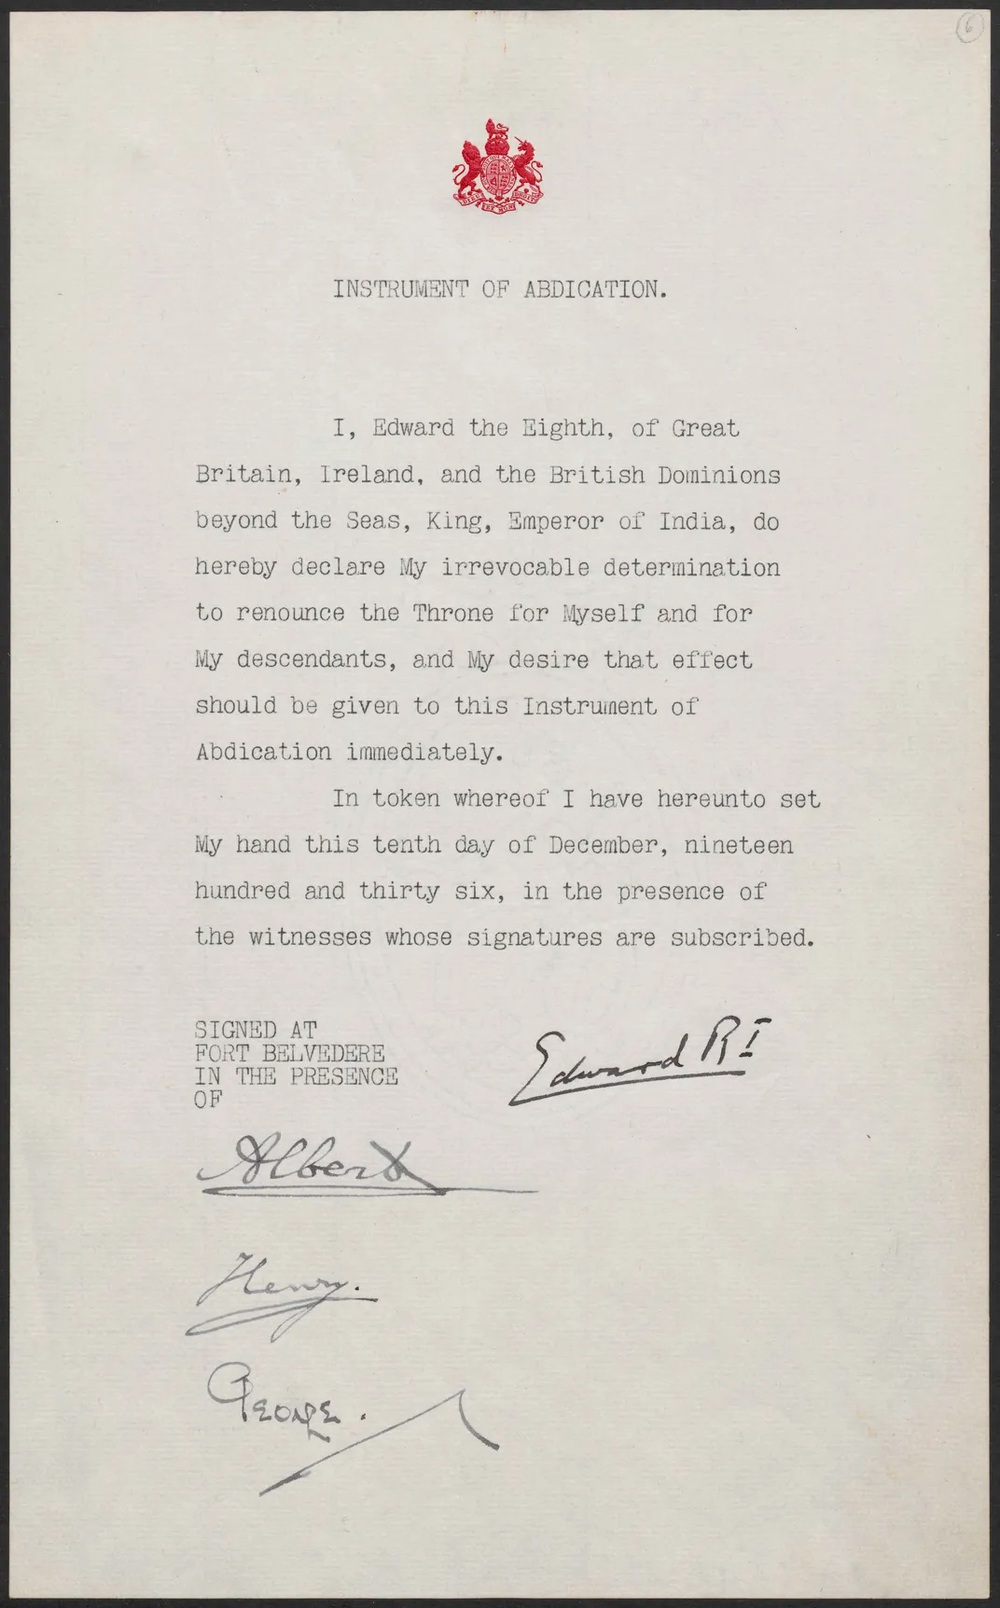 6
INSTRUMENT OF ABDICATION.
I, Edward the Eighth, of Great
Britain, Ireland, and the British Dominions
beyond the Seas, King, Emperor of India, do
hereby declare My irrevocable determination
to renounce the Throne for Myself and for
My descendants, and My desire that effect
should be given to this Instrument of
Abdication immediately.
In token whereof I have hereunto set
My hand this tenth day of December, nineteen
hundred and thirty six, in the presence of
the witnesses whose signatures are subscribed.
SIGNED AT
FORT BELVEDERE
IN THE PRESENCE
OF
Edward RI
Albert
Henry.
George.